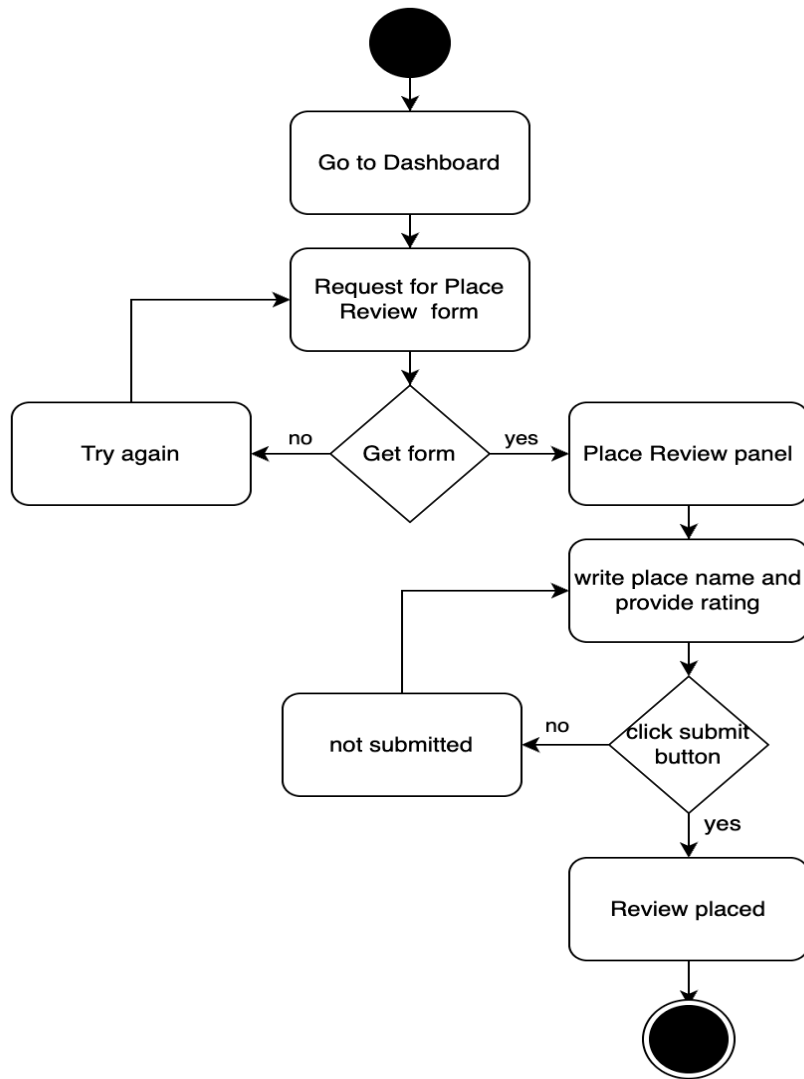 Go to Dashboard
Request for Place
Review form
Try again
no
Get form
yes
Place Review panel
write place name and
provide rating
not submitted
no
click submit
button
yes
Review placed